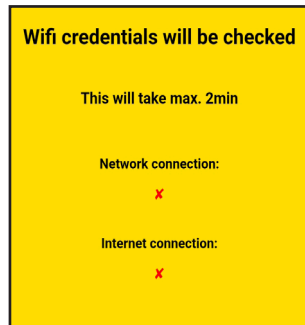 Wifi credentials will be checked
This will take max. 2min
Network connection:
✘
Internet connection:
✘